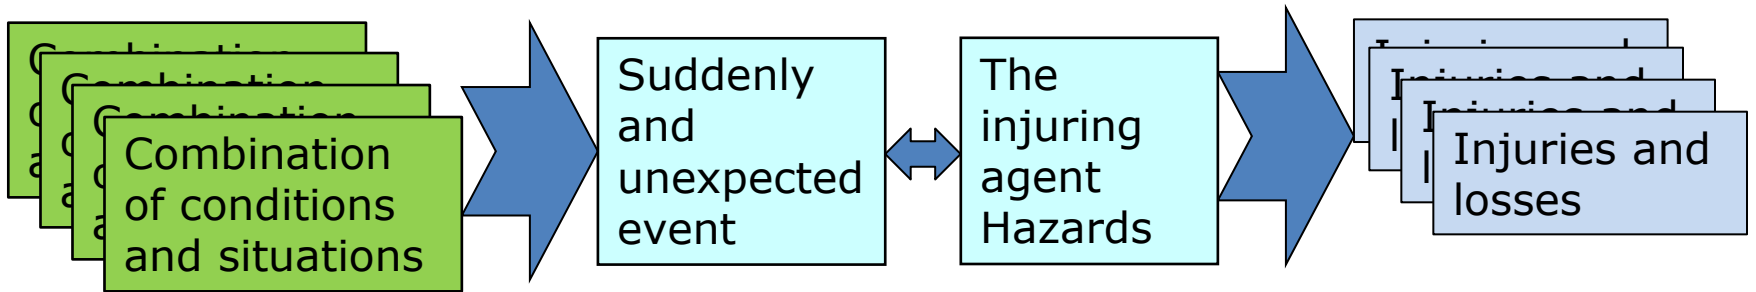 Combination
of conditions
and situations
Suddenly
and
unexpected
event
The
injuring
agent
Hazards
Injuries and
losses